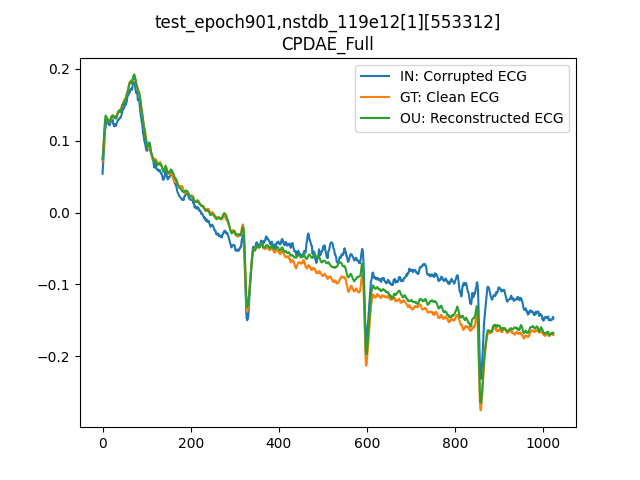 test_epoch901,nstdb_119e12[1][553312]
CPDAE_Full
IN: Corrupted ECG
GT: Clean ECG
OU: Reconstructed ECG
0.2
0.1
0.0
−0.1
−0.2
0
200
400
600
800
1000